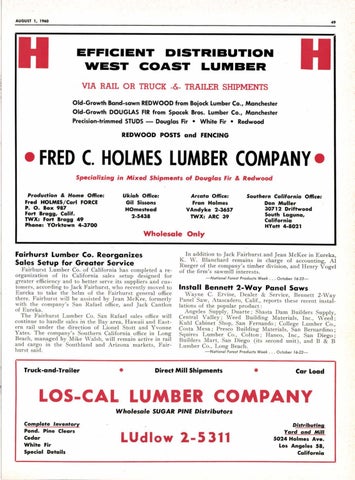 AUGUST 1, 1960
49
H
H
EFFICIENT DISTRIBUTION
WEST COAST LUMBER
VIA RAIL OR TRUCK -&- TRAILER SHIPMENTS
Old-Growth Band-sawn REDWOOD from Bojock Lumber Co., Manchester
Old-Growth DOUGLAS FIR from Spacek Bros. Lumber Co., Manchester
Precision-trimmed STUDS — Douglas Fir • White Fir • Redwood
REDWOOD POSTS and FENCING
• FRED C. HOLMES LUMBER COMPANY •
Specializing in Mixed Shipments of Douglas Fir & Redwood
Production & Home Office:
Fred HOLMES/Carl FORCE
P. O. Box 987
Fort Bragg, Calif.
TWX: Fort Bragg 49
Phone: YOrktown 4-3700
Ukiah Office:
Gil Sissons
HOmestead
2-5438
Arcata Office:
Fran Holmes
VAndyke 2-3657
TWX: ARC 39
Southern California Office:
Don Muller
30712 Driftwood
South Laguna,
California
HYatt 4-8021
Wholesale Only
Fairhurst Lumber Co. Reorganizes
Sales Setup for Greater Service
Fairhurst Lumber Co. of California has completed a re-
organization of its California sales setup designed for
greater efficiency and to better serve its suppliers and cus-
tomers, according to Jack Fairhurst, who recently moved to
Eureka to take the helm of its principal production office
there. Fairhurst will be assisted by Jean McKee, formerly
with the company's San Rafael office, and Jack Canton
of Eureka.
The Fairhurst Lumber Co. San Rafael sales office will
continue to handle sales in the Bay area, Hawaii and East-
ern rail under the direction of Lionel Stott and Yvonne
Yates. The company's Southern California office in Long
Beach, managed by Mike Walsh, will remain active in rail
and cargo in the Southland and Arizona markets, Fair-
hurst said.
In addition to Jack Fairhurst and Jean McKee in Eureka,
K. W. Blanchard remains in charge of accounting, Al
Rieger of the company's timber division, and Henry Vogel
of the firm's sawmill interests.
—National Forest Products Week . . . October 16-22—
Install Bennett 2-Way Panel Saws
Wayne C. Ervine, Dealer & Service, Bennett 2-Way
Panel Saw, Atascadero, Calif., reports these recent instal-
lations of the popular product:
Angeles Supply, Duarte; Shasta Dam Builders Supply,
Central Valley; Weed Building Materials, Inc., Weed;
Kuhl Cabinet Shop, San Fernando; College Lumber Co.,
Costa Mesa; Pesco Building Materials, San Bernardino;
Squires Lumber Co., Colton; Hasco, Inc., San Diego;
Builders Mart, San Diego (its second unit), and B & B
Lumber Co., Long Beach.
—National Forest Products Week . . . October 16-22—
Truck-and-Trailer • Direct Mill Shipments • Car Load
LOS-CAL LUMBER COMPANY
Wholesale SUGAR PINE Distributors
Complete Inventory
Pond. Pine Clears
Cedar
White Fir
Special Details
LUdlow 2-5311
Distributing
Yard and Mill
5024 Holmes Ave.
Los Angeles 58,
California